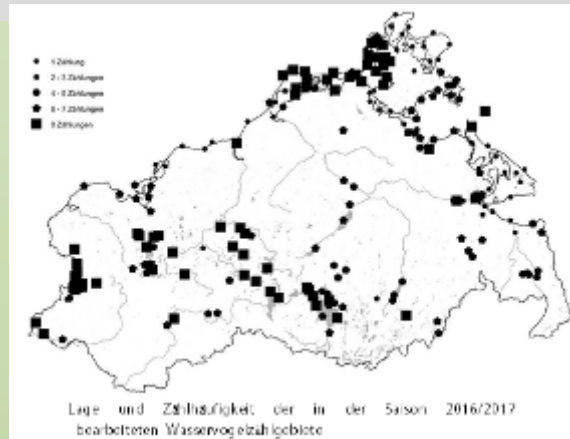 1 Zählung
2 - 3 Zählungen
4 - 5 Zählungen
6 - 7 Zählungen
8 Zählungen
Lage und Zählhäufigkeit der in der Saison 2016/2017
bearbeiteten Wasservogelzählgebiete